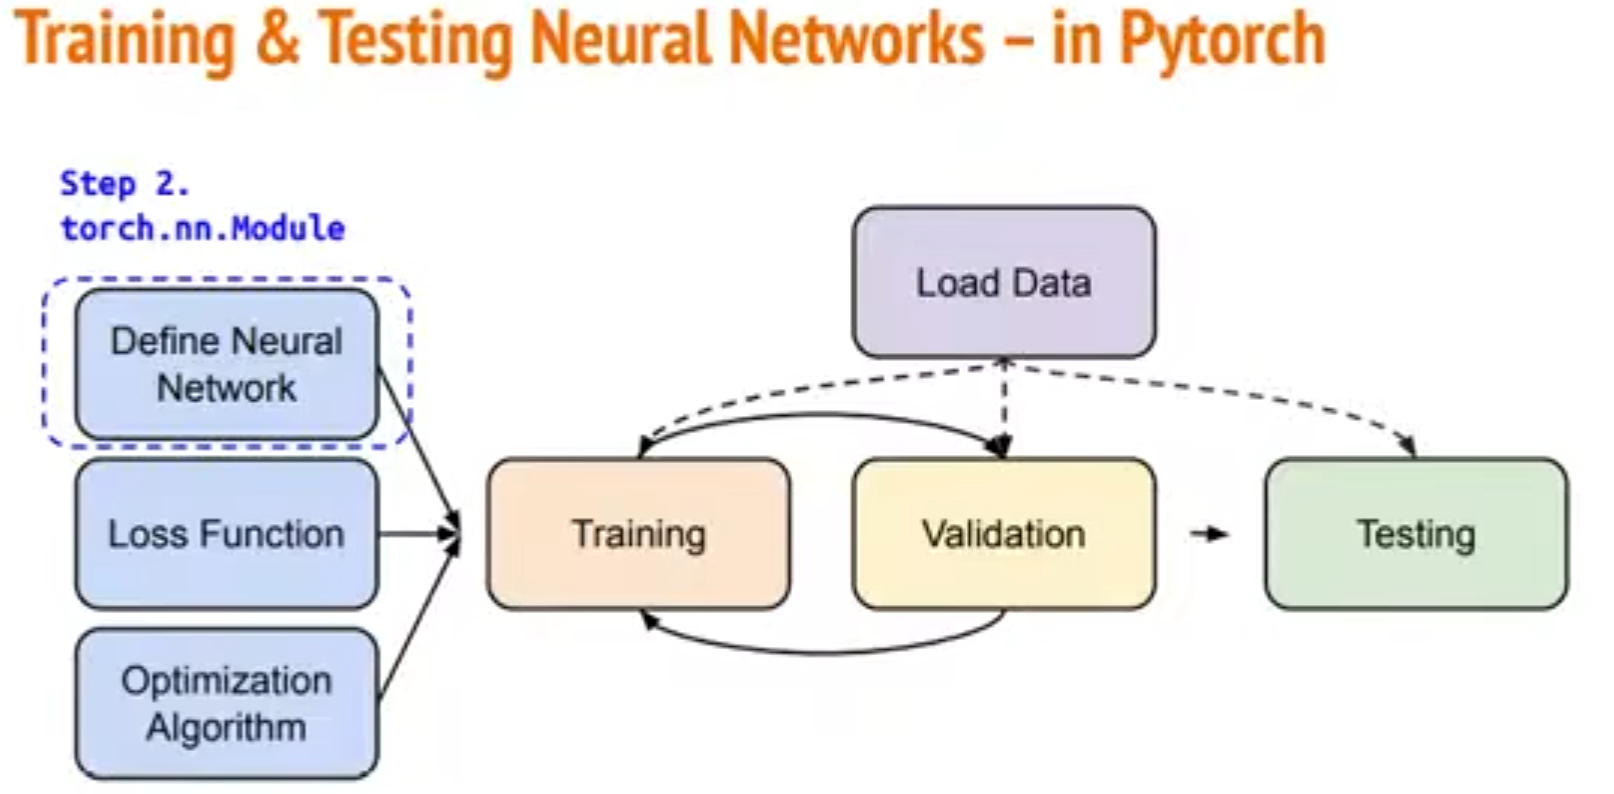 Training & Testing Neural Networks – in Pytorch
Step 2.
torch.nn.Module
Load Data
Define Neural
Network
Loss Function
Training
Validation
Testing
Optimization
Algorithm